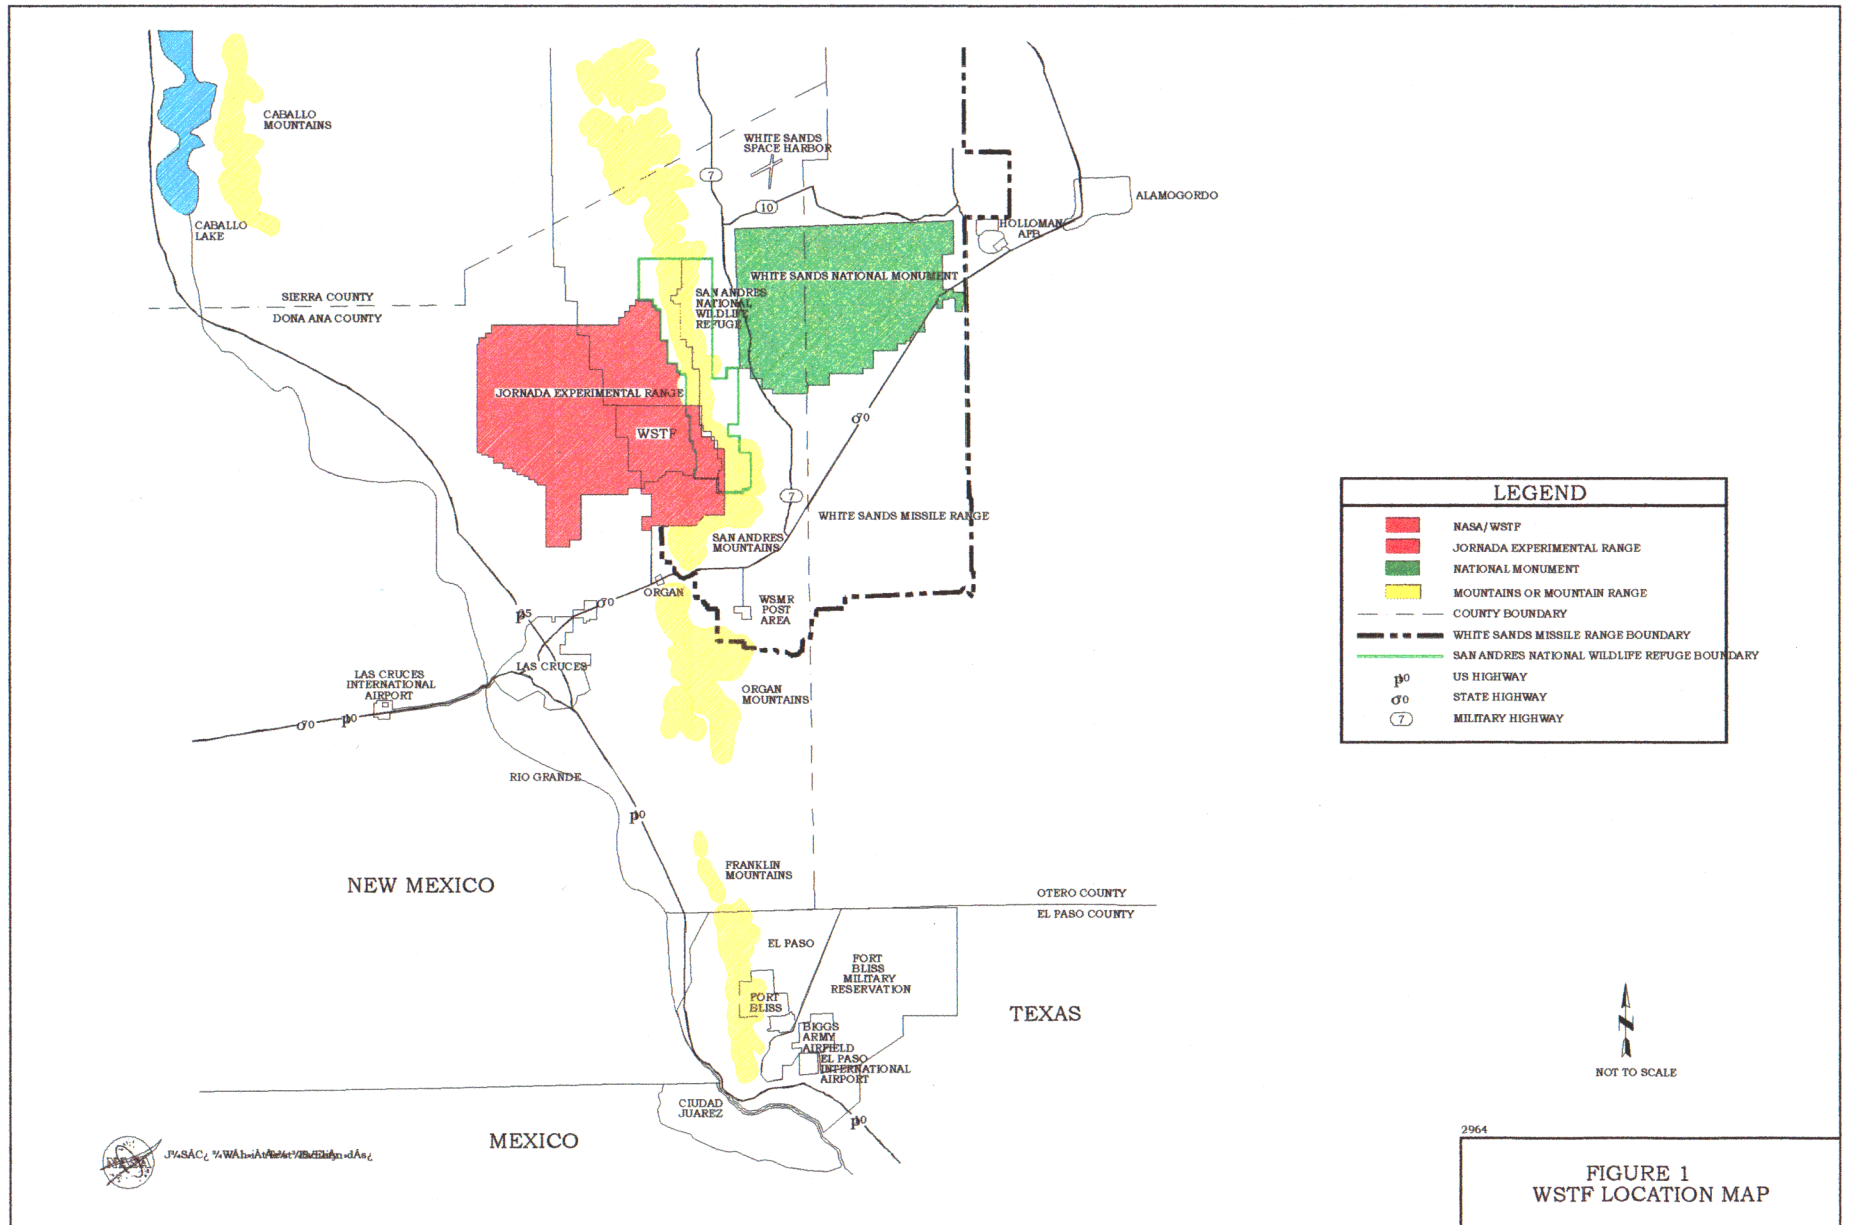 CABALLO
MOUNTAINS
WHITE SANDS
SPACE HARBOR
7
10
ALAMOGORDO
CABALLO
LAKE
HOLLOMAN
AFB
WHITE SANDS NATIONAL MONUMENT
SIERRA COUNTY
DONA ANA COUNTY
SAN ANDRES
NATIONAL
WILDLIFE
REFUGE
JORNADA EXPERIMENTAL RANGE
WSTF
70
7
WHITE SANDS MISSILE RANGE
SAN ANDRES
MOUNTAINS
ORGAN
WSMR
POST
AREA
70
LAS CRUCES
LAS CRUCES
INTERNATIONAL
AIRPORT
70
ORGAN
MOUNTAINS
RIO GRANDE
FRANKLIN
MOUNTAINS
NEW MEXICO
OTERO COUNTY
EL PASO COUNTY
EL PASO
FORT
BLISS
MILITARY
RESERVATION
FORT
BLISS
TEXAS
BIGGS
ARMY
AIRFIELD
EL PASO
INTERNATIONAL
AIRPORT
CIUDAD
JUAREZ
MEXICO
NASA
LEGEND
NASA/WSTF
JORNADA EXPERIMENTAL RANGE
NATIONAL MONUMENT
MOUNTAINS OR MOUNTAIN RANGE
COUNTY BOUNDARY
WHITE SANDS MISSILE RANGE BOUNDARY
SAN ANDRES NATIONAL WILDLIFE REFUGE BOUNDARY
US HIGHWAY
70 STATE HIGHWAY
7 MILITARY HIGHWAY
N
NOT TO SCALE
2964
FIGURE 1
WSTF LOCATION MAP